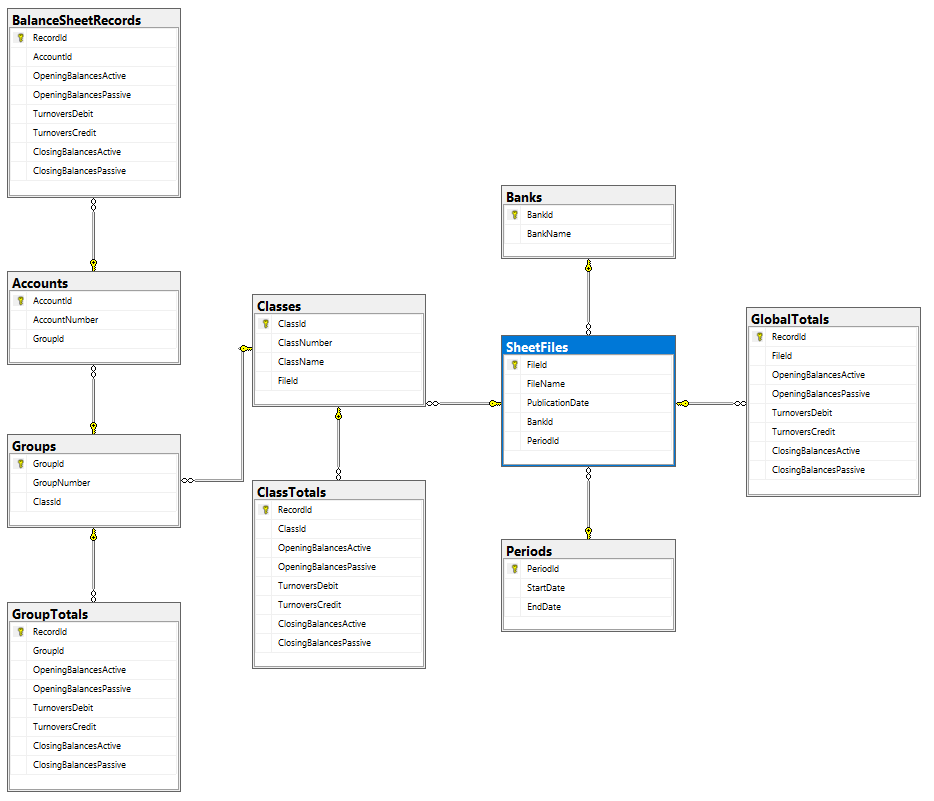 BalanceSheetRecords
RecordId
AccountId
OpeningBalancesActive
OpeningBalancesPassive
TurnoversDebit
TurnoversCredit
ClosingBalancesActive
ClosingBalancesPassive
Accounts
AccountId
AccountNumber
GroupId
Groups
GroupId
GroupNumber
ClassId
GroupTotals
RecordId
GroupId
OpeningBalancesActive
OpeningBalancesPassive
TurnoversDebit
TurnoversCredit
ClosingBalancesActive
ClosingBalancesPassive
Classes
ClassId
ClassNumber
ClassName
FileId
ClassTotals
RecordId
ClassId
OpeningBalancesActive
OpeningBalancesPassive
TurnoversDebit
TurnoversCredit
ClosingBalancesActive
ClosingBalancesPassive
Banks
BankId
BankName
SheetFiles
FileId
FileName
PublicationDate
BankId
PeriodId
Periods
PeriodId
StartDate
EndDate
GlobalTotals
RecordId
FileId
OpeningBalancesActive
OpeningBalancesPassive
TurnoversDebit
TurnoversCredit
ClosingBalancesActive
ClosingBalancesPassive